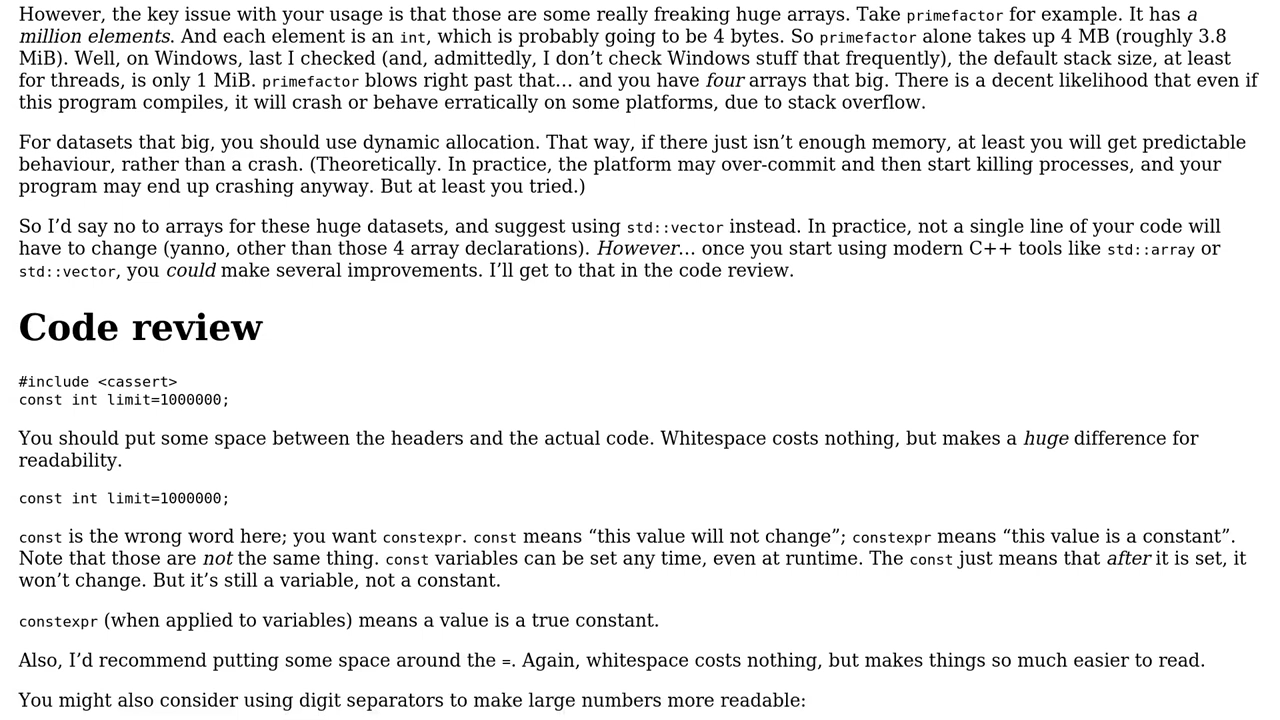 However, the key issue with your usage is that those are some really freaking huge arrays. Take primefactor for example. It has a
million elements. And each element is an int, which is probably going to be 4 bytes. So primefactor alone takes up 4 MB (roughly 3.8
MiB). Well, on Windows, last I checked (and, admittedly, I don’t check Windows stuff that frequently), the default stack size, at least
for threads, is only 1 MiB. primefactor blows right past that… and you have four arrays that big. There is a decent likelihood that even if
this program compiles, it will crash or behave erratically on some platforms, due to stack overflow.
For datasets that big, you should use dynamic allocation. That way, if there just isn’t enough memory, at least you will get predictable
behaviour, rather than a crash. (Theoretically. In practice, the platform may over-commit and then start killing processes, and your
program may end up crashing anyway. But at least you tried.)
So I’d say no to arrays for these huge datasets, and suggest using std::vector instead. In practice, not a single line of your code will
have to change (yanno, other than those 4 array declarations). However… once you start using modern C++ tools like std::array or
std::vector, you could make several improvements. I’ll get to that in the code review.
Code review
#include <cassert>
const int limit=1000000;
You should put some space between the headers and the actual code. Whitespace costs nothing, but makes a huge difference for
readability.
const int limit=1000000;
const is the wrong word here; you want constexpr. const means “this value will not change”; constexpr means “this value is a constant”.
Note that those are not the same thing. const variables can be set any time, even at runtime. The const just means that after it is set, it
won’t change. But it’s still a variable, not a constant.
constexpr (when applied to variables) means a value is a true constant.
Also, I’d recommend putting some space around the =. Again, whitespace costs nothing, but makes things so much easier to read.
You might also consider using digit separators to make large numbers more readable: